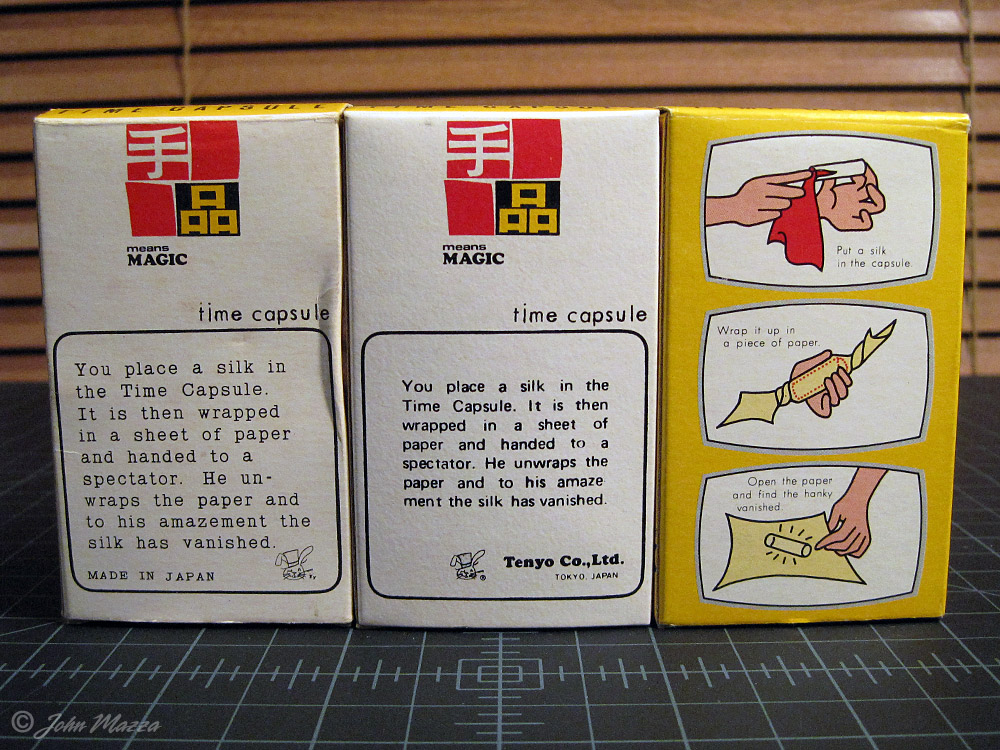 TIME CAPSULE
手品
means
MAGIC
time capsule
You place a silk in
the Time Capsule.
It is then wrapped
in a sheet of paper
and handed to a
spectator. He un-
wraps the paper and
to his amazement the
silk has vanished.
MADE IN JAPAN
TIME CAPSULE
手品
means
MAGIC
time capsule
You place a silk in the
Time Capsule. It is then
wrapped in a sheet of
paper and handed to a
spectator. He unwraps the
paper and to his amaze
ment the silk has vanished.
®
Tenyo Co.,Ltd.
TOKYO, JAPAN
Put a silk
in the capsule.
Wrap it up in
a piece of paper.
Open the paper
and find the hanky
vanished.
© John Mazza